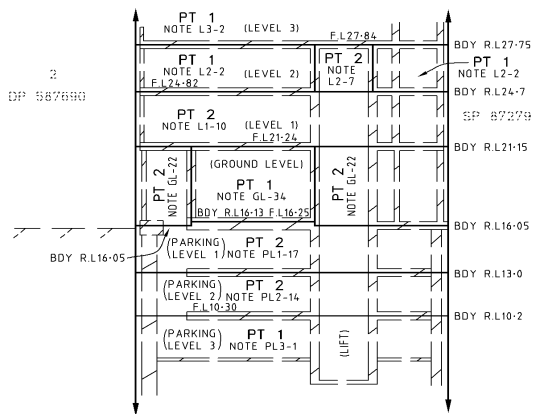 PT 1
NOTE L3-2
(LEVEL 3)
F.L27·84
BDY R.L27·75
PT 1
NOTE L2-2
(LEVEL 2)
F.L24·82
PT 2
NOTE
L2-7
PT 1
NOTE L2-2
BDY R.L24·7
2
DP 587690
SP 87279
PT 2
NOTE L1-10
(LEVEL 1)
F.L21·24
BDY R.L21·15
(GROUND LEVEL)
PT 2
NOTE GL-22
PT 1
NOTE GL-34
PT 2
NOTE GL-22
BDY R.L16·13 F.L16·25
BDY R.L16·05
BDY R.L16·05
(PARKING LEVEL 1)
PT 2
NOTE PL1-17
BDY R.L13·0
(PARKING LEVEL 2)
PT 2
NOTE PL2-14
F.L10·30
BDY R.L10·2
(PARKING LEVEL 3)
PT 1
NOTE PL3-1
(LIFT)